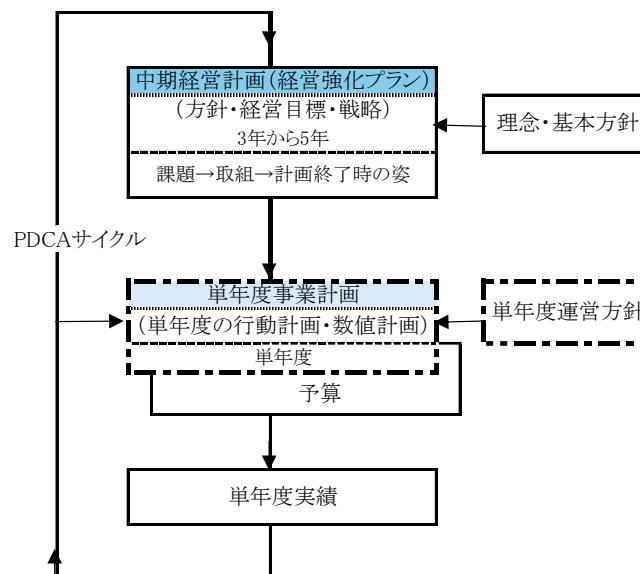 中期経営計画(経営強化プラン)
(方針・経営目標・戦略)
3年から5年
課題→取組→計画終了時の姿
理念・基本方針
PDCAサイクル
単年度事業計画
(単年度の行動計画・数値計画)
単年度
単年度運営方針
予算
単年度実績